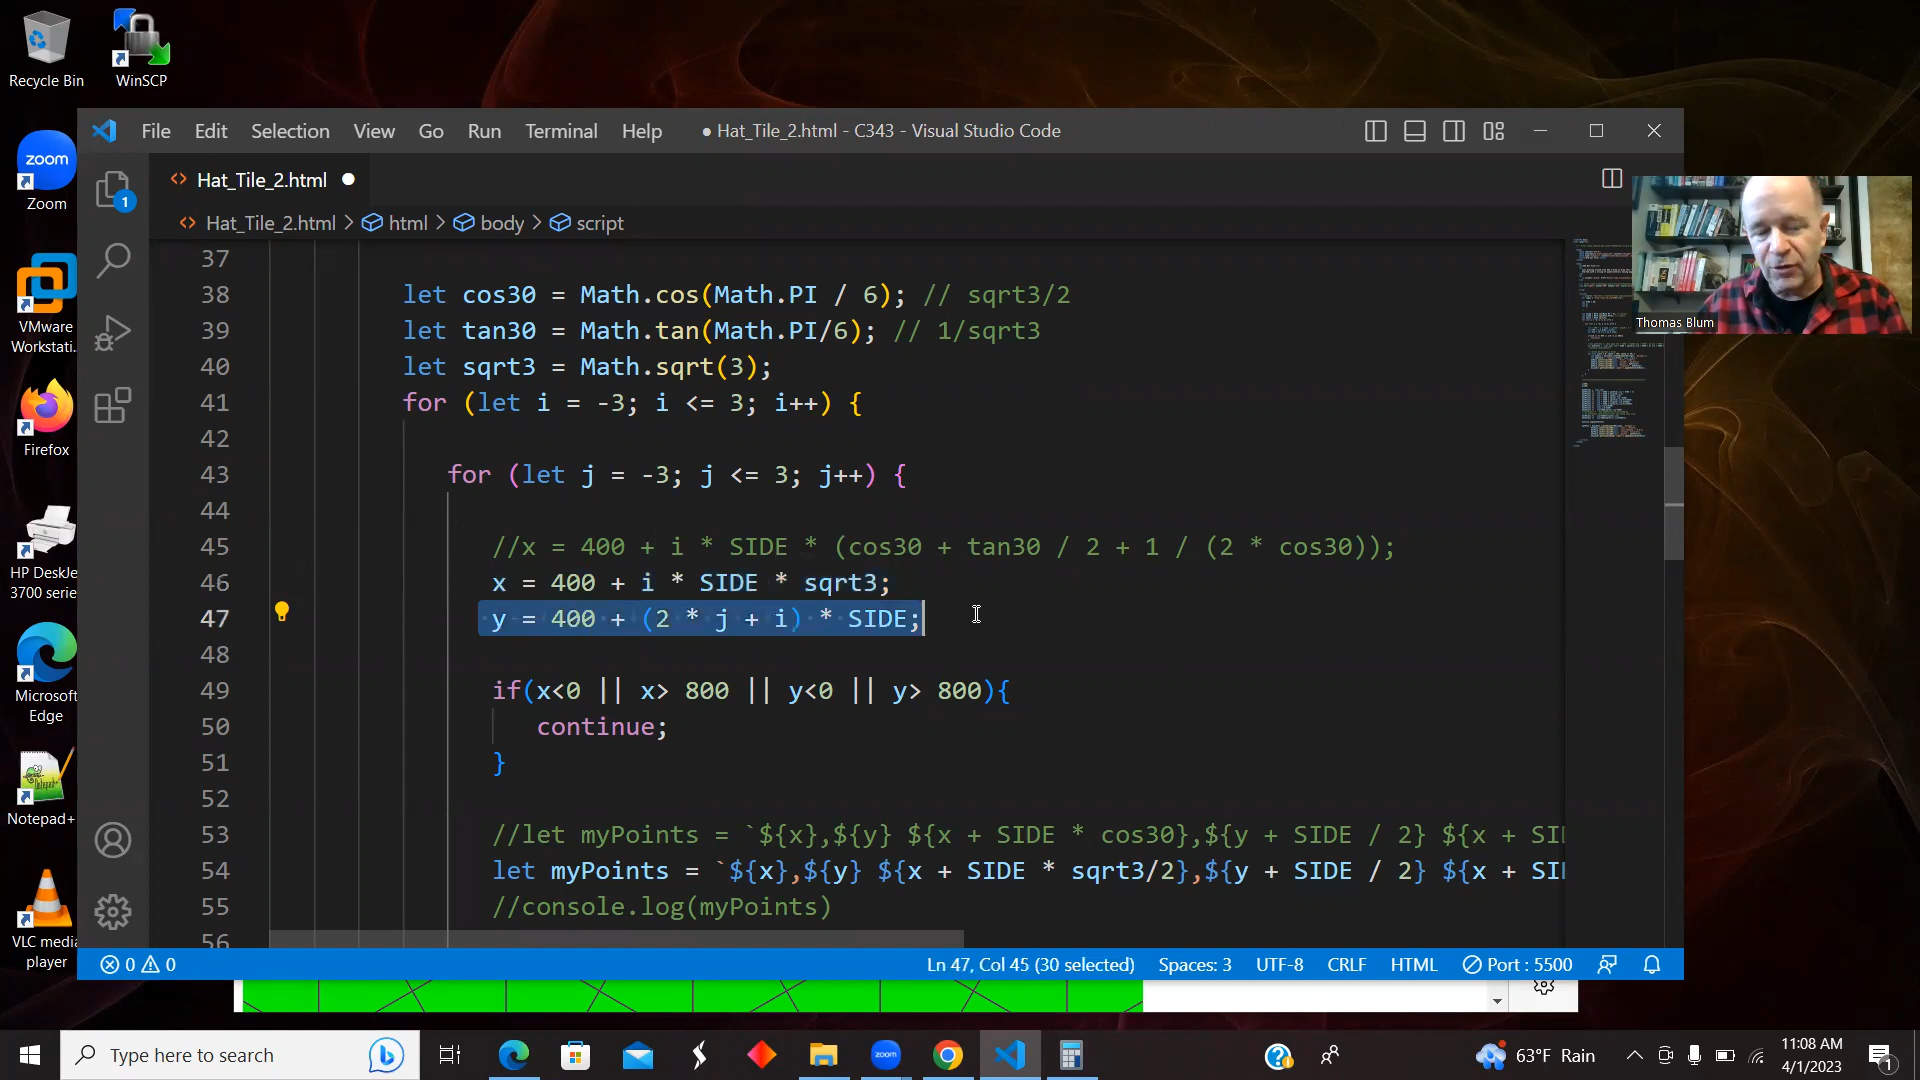 Recycle Bin
WinSCP
Zoom
VMware
Workstati...
Firefox
HP DeskJe
3700 serie
Microsoft
Edge
Notepad+
VLC media
player
zoom
File Edit Selection View Go Run Terminal Help
● Hat_Tile_2.html - C343 - Visual Studio Code
1
<> Hat_Tile_2.html ●
<> Hat_Tile_2.html > html > body > script
37
38 let cos30 = Math.cos(Math.PI / 6); // sqrt3/2
39 let tan30 = Math.tan(Math.PI/6); // 1/sqrt3
40 let sqrt3 = Math.sqrt(3);
41 for (let i = -3; i <= 3; i++) {
42
43 for (let j = -3; j <= 3; j++) {
44
45 //x = 400 + i * SIDE * (cos30 + tan30 / 2 + 1 / (2 * cos30));
46 x = 400 + i * SIDE * sqrt3;
47 y = 400 + (2 * j + i) * SIDE;
48
49 if(x<0 || x> 800 || y<0 || y> 800){
50 continue;
51 }
52
53 //let myPoints = `${x},${y} ${x + SIDE * cos30},${y + SIDE / 2} ${x + SI
54 let myPoints = `${x},${y} ${x + SIDE * sqrt3/2},${y + SIDE / 2} ${x + SI
55 //console.log(myPoints)
56
Thomas Blum
0 0
Ln 47, Col 45 (30 selected) Spaces: 3 UTF-8 CRLF HTML Port : 5500
Type here to search
zoom
63°F Rain
11:08 AM
4/1/2023
1